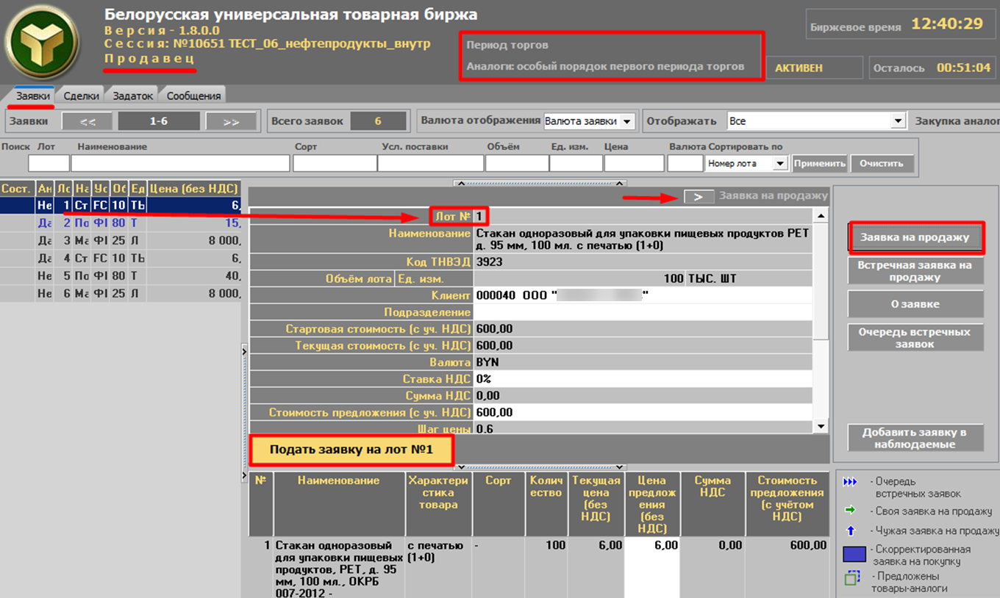 Белорусская универсальная товарная биржа
Версия - 1.8.0.0
Сессия: №10651 ТЕСТ_06_нефтепродукты_внутр
Продавец
Период торгов
Аналоги: особый порядок первого периода торгов
Биржевое время 12:40:29
АКТИВЕН
Осталось 00:51:04
Заявки Сделки Задаток Сообщения
Заявки << 1-6 >> Всего заявок 6 Валюта отображения Валюта заявки Отображать Все Закупка аналог
Поиск Лот Наименование Сорт Усл. поставки Объём Ед. изм. Цена Валюта Сортировать по
Номер лота Применить Очистить
Сост. Ан Ло На Ус Об Ед Цена (без НДС)
Не 1 Ст FC 10 ТЬ 6,
Да 2 По ФІ 80 Т 15,
Да 3 Ма ФІ 25 Л 8 000,
Да 4 Ст FC 10 ТЬ 6,
Не 5 По ФІ 80 Т 40,
Не 6 Ма ФІ 25 Л 8 000,
> Заявка на продажу
Лот № 1
Наименование Стакан одноразовый для упаковки пищевых продуктов PET
д. 95 мм, 100 мл. с печатью (1+0)
Код ТНВЭД 3923
Объём лота Ед. изм. 100 ТЫС. ШТ
Клиент 000040 ООО " "
Подразделение
Стартовая стоимость (с уч. НДС) 600,00
Текущая стоимость (с уч. НДС) 600,00
Валюта BYN
Ставка НДС 0%
Сумма НДС 0,00
Стоимость предложения (с уч. НДС) 600,00
Шаг цены 0.6
Подать заявку на лот №1
Заявка на продажу
Встречная заявка на
продажу
О заявке
Очередь встречных
заявок
Добавить заявку в
наблюдаемые
№ Наименование Характери Сорт Колич Текущая Цена Сумма Стоимость
стика ество цена предлож НДС предложения
товара (без ения (с учётом
НДС) (без НДС)
НДС)
1 Стакан одноразовый с печатью - 100 6,00 6,00 0,00 600,00
для упаковки пищевых (1+0)
продуктов, PET, д. 95
мм, 100 мл., ОКРБ
007-2012 -
- Очередь
встречных заявок
- Своя заявка на продажу
- Чужая заявка на продажу
- Скорректированная
заявка на покупку
- Предложены
товары-аналоги